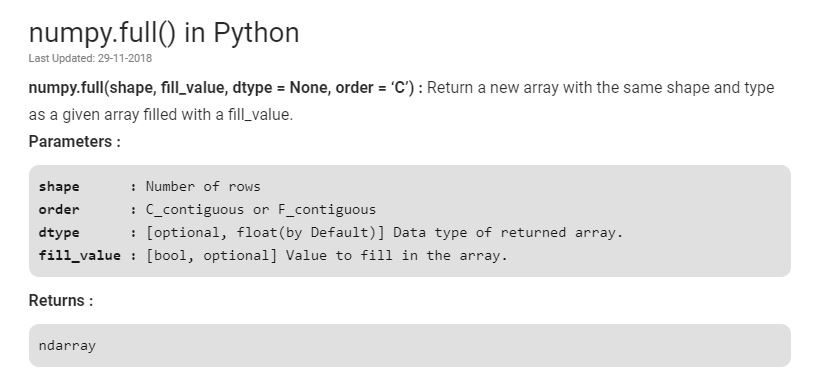 numpy.full() in Python
Last Updated: 29-11-2018
numpy.full(shape, fill_value, dtype = None, order = ‘C’) : Return a new array with the same shape and type
as a given array filled with a fill_value.
Parameters :
shape      : Number of rows
order      : C_contiguous or F_contiguous
dtype      : [optional, float(by Default)] Data type of returned array.
fill_value : [bool, optional] Value to fill in the array.
Returns :
ndarray